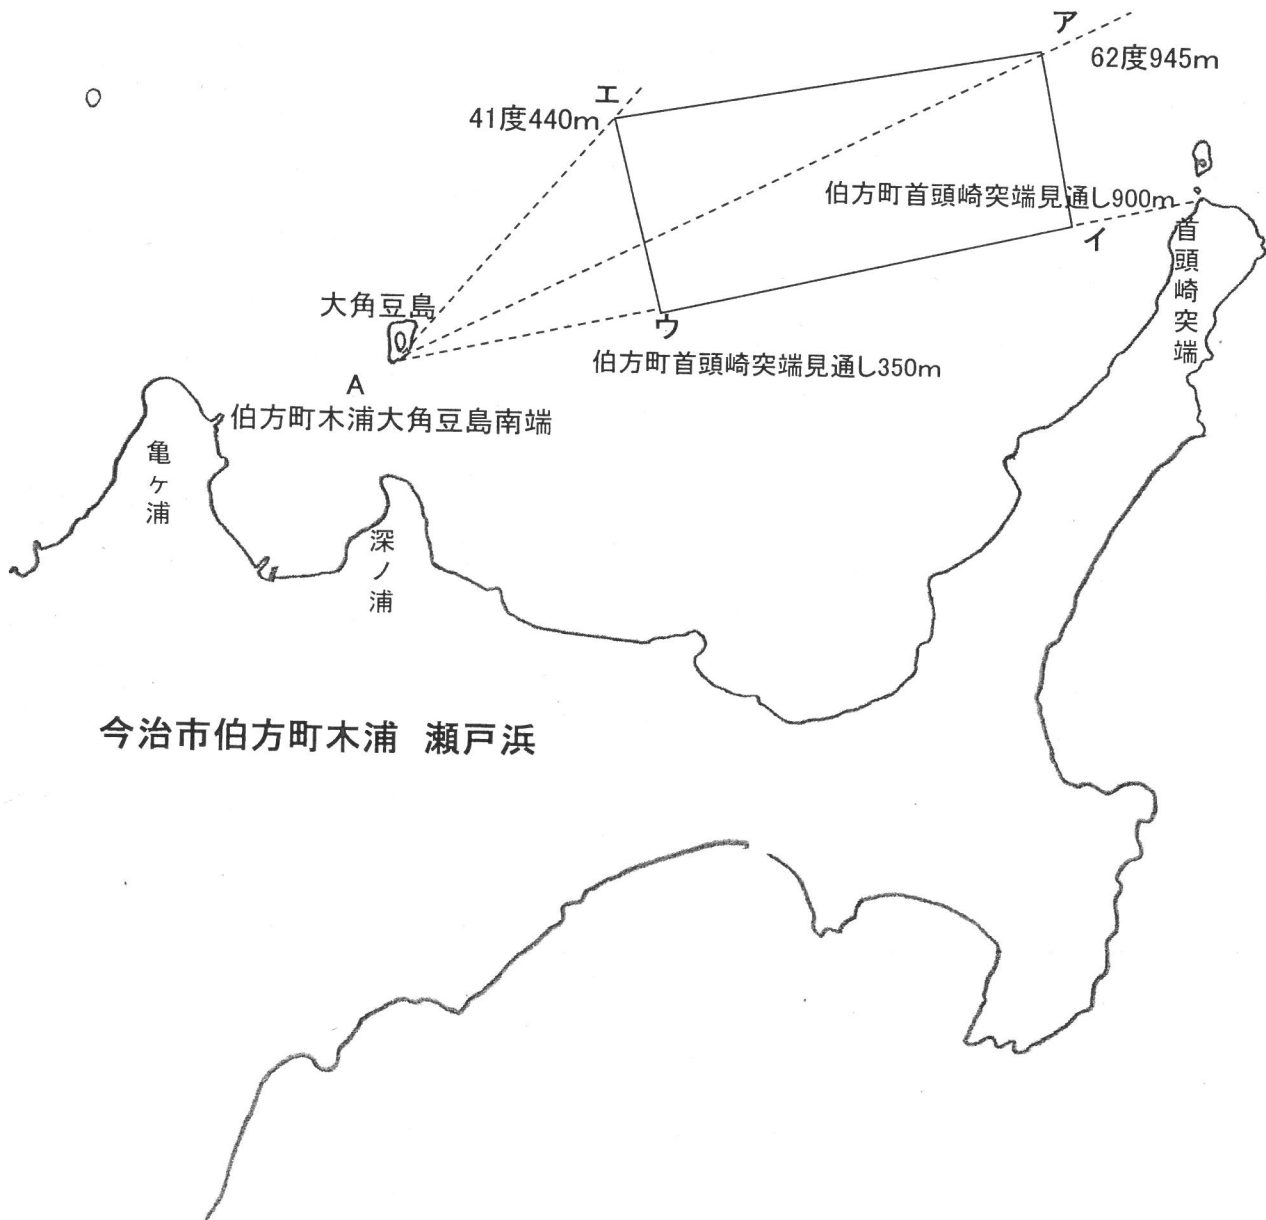 ア
62度945m
エ
41度440m
伯方町首頭崎突端見通し900m
イ
首頭崎突端
大角豆島
ウ
伯方町首頭崎突端見通し350m
A
伯方町木浦大角豆島南端
亀ヶ浦
深ノ浦
今治市伯方町木浦 瀬戸浜